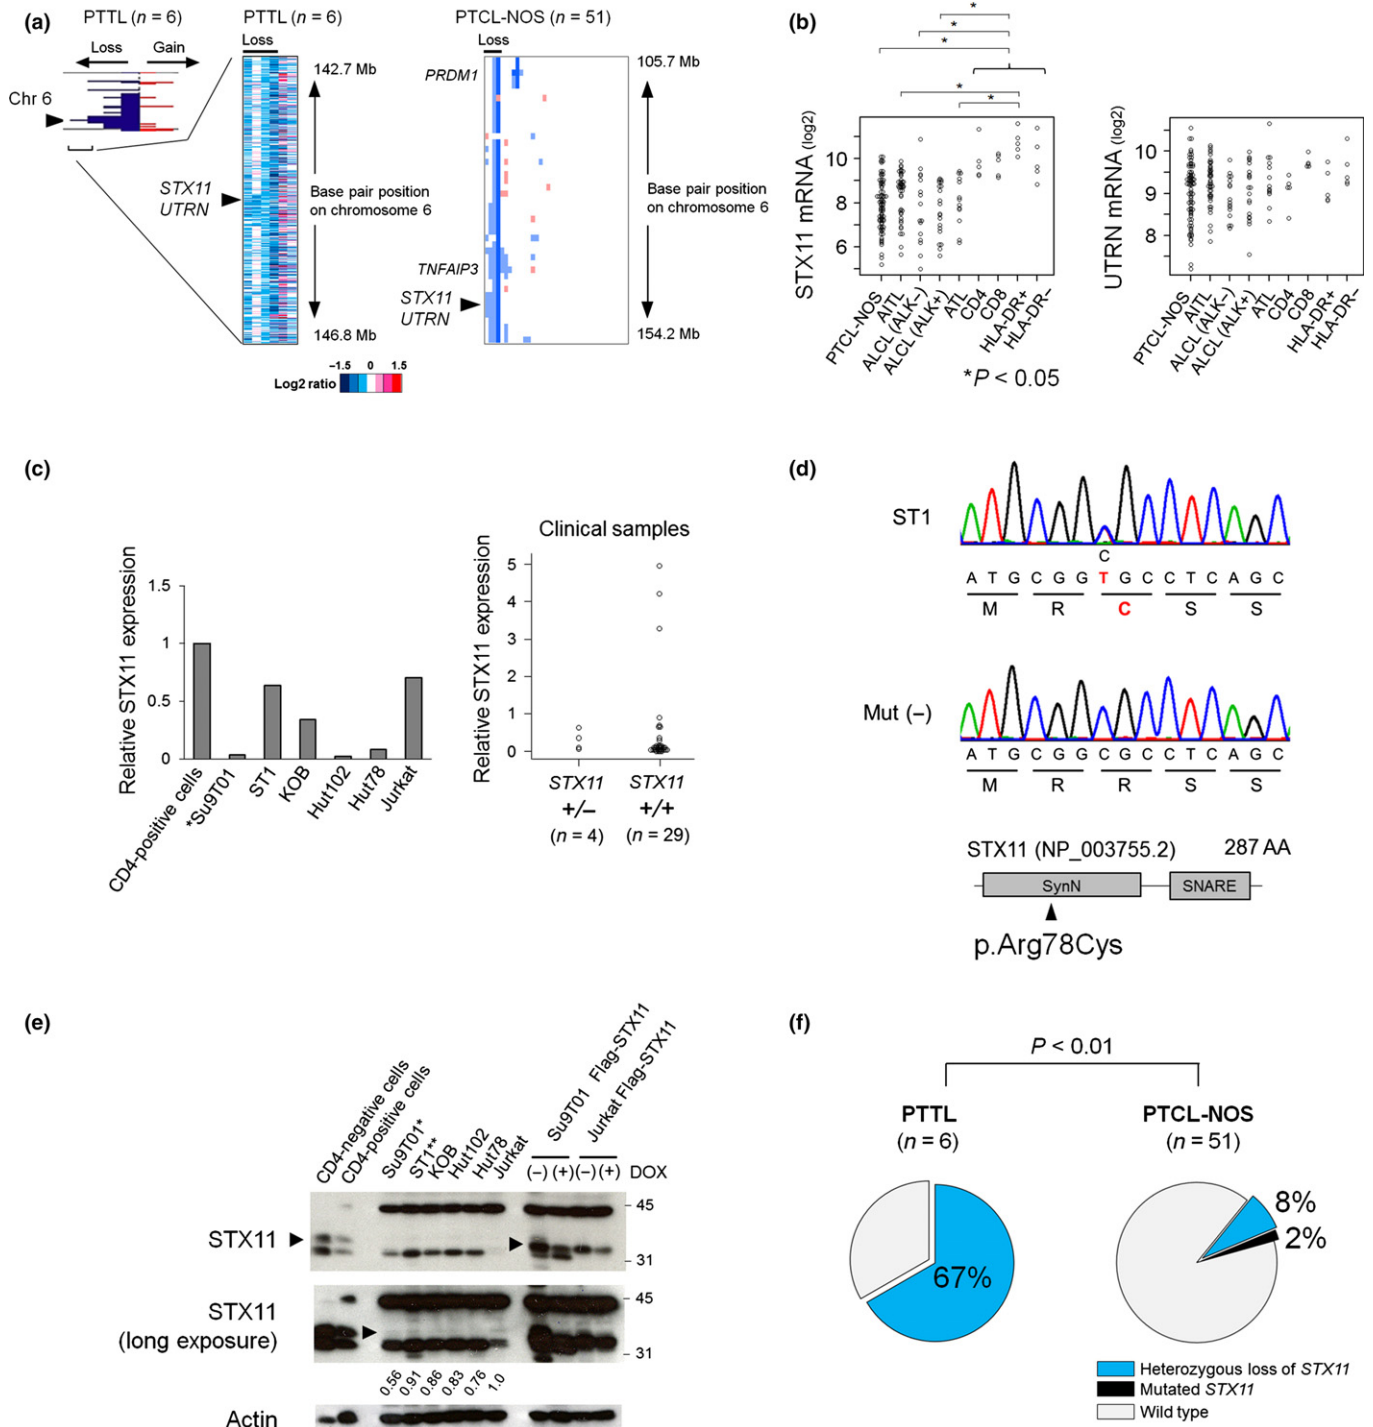 (a)
PTTL (n = 6)
Loss
Gain
Chr 6
PTTL (n = 6)
Loss
142.7 Mb
STX11
UTRN
Base pair position
on chromosome 6
146.8 Mb
Log2 ratio
−1.5 0 1.5
PTCL-NOS (n = 51)
Loss
PRDM1
105.7 Mb
Base pair position
on chromosome 6
TNFAIP3
STX11
UTRN
154.2 Mb
(b)
*
*
*
*
*
STX11 mRNA (log2)
10
8
6
PTCL-NOS
AITL
ALCL (ALK−)
ALCL (ALK+)
ATL
CD4
CD8
HLA-DR+
HLA-DR−
*P < 0.05
UTRN mRNA (log2)
10
9
8
PTCL-NOS
AITL
ALCL (ALK−)
ALCL (ALK+)
ATL
CD4
CD8
HLA-DR+
HLA-DR−
(c)
Relative STX11 expression
1.5
1
0.5
0
CD4-positive cells
*Su9T01
ST1
KOB
Hut102
Hut78
Jurkat
Clinical samples
Relative STX11 expression
5
4
3
2
1
0
STX11 STX11
+/− +/+
(n = 4) (n = 29)
(d)
ST1
C
A T G C G G T G C C T C A G C
M R C S S
Mut (−)
A T G C G G C G C C T C A G C
M R R S S
STX11 (NP_003755.2) 287 AA
SynN SNARE
p.Arg78Cys
(e)
CD4-negative cells
CD4-positive cells
Su9T01*
ST1**
KOB
Hut102
Hut78
Jurkat
Su9T01 Flag-STX11
Jurkat Flag-STX11
(−) (+) (−) (+) DOX
STX11
45
31
STX11
(long exposure)
45
31
0.56 0.91 0.86 0.83 0.76 1.0
Actin
(f)
P < 0.01
PTTL PTCL-NOS
(n = 6) (n = 51)
67%
8%
2%
Heterozygous loss of STX11
Mutated STX11
Wild type